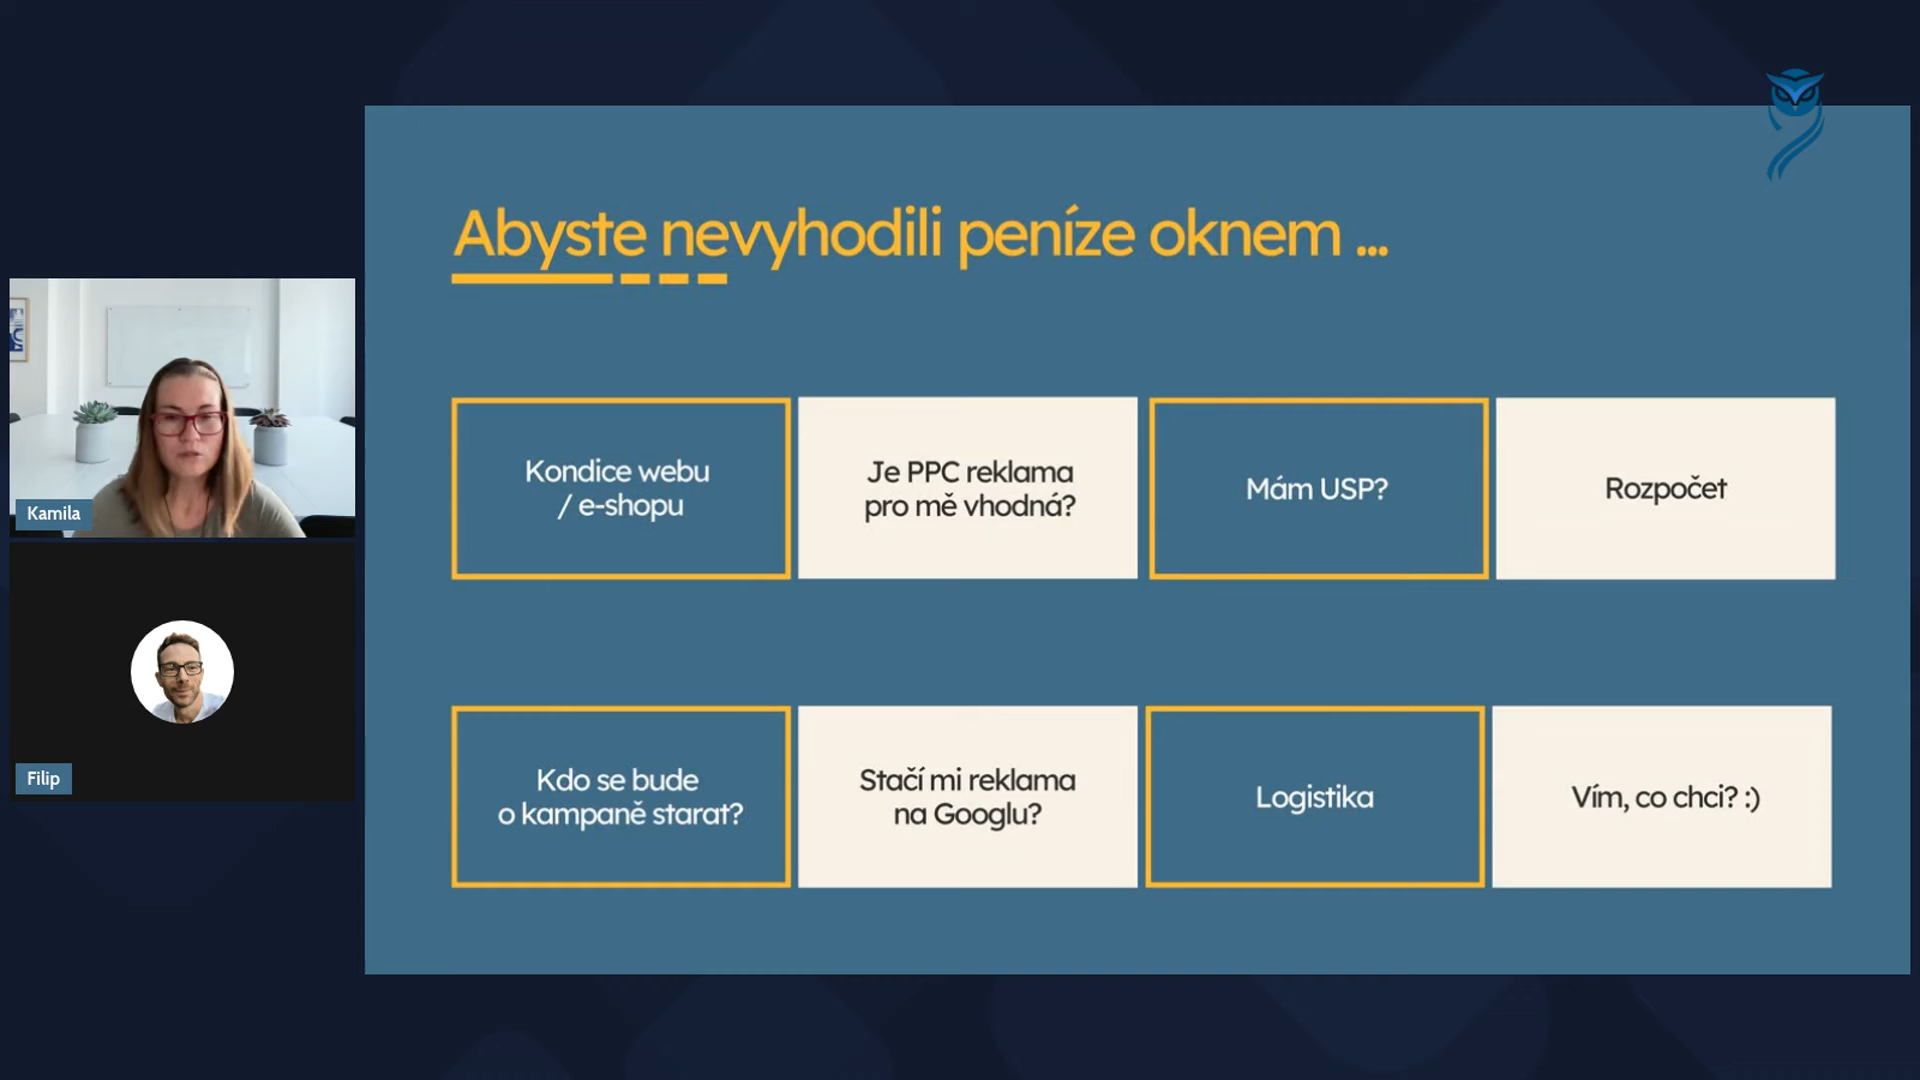 Abyste nevyhodili peníze oknem ...
Kondice webu
/ e-shopu
Je PPC reklama
pro mě vhodná?
Mám USP?
Rozpočet
Kamila
Kdo se bude
o kampaně starat?
Stačí mi reklama
na Googlu?
Logistika
Vím, co chci? :)
Filip